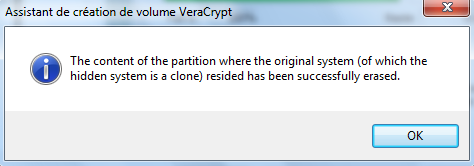 Assistant de création de volume VeraCrypt
The content of the partition where the original system (of which the
hidden system is a clone) resided has been successfully erased.
OK